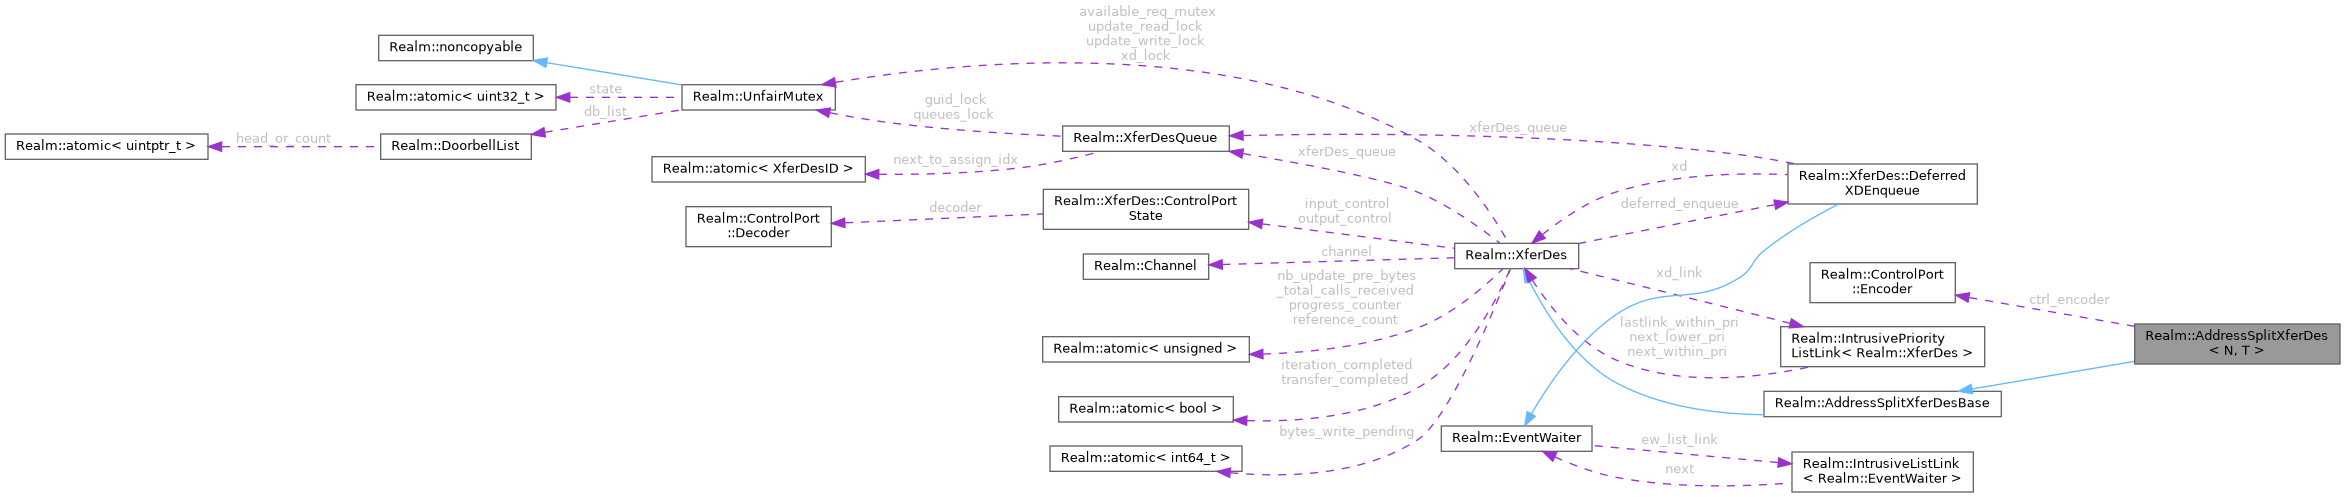 available_req_mutex
update_read_lock
update_write_lock
xd_lock
Realm::noncopyable
Realm::atomic< uint32_t >
state
Realm::UnfairMutex
db_list
guid_lock
queues_lock
Realm::atomic< uintptr_t >
head_or_count
Realm::DoorbellList
Realm::XferDesQueue
xferDes_queue
xferDes_queue
Realm::atomic< XferDesID >
next_to_assign_idx
xd
Realm::XferDes::Deferred
XDEnqueue
Realm::ControlPort
::Decoder
decoder
Realm::XferDes::ControlPort
State
input_control
output_control
deferred_enqueue
Realm::Channel
channel
Realm::XferDes
xd_link
Realm::ControlPort
::Encoder
ctrl_encoder
nb_update_pre_bytes
_total_calls_received
progress_counter
reference_count
lastlink_within_pri
next_lower_pri
next_within_pri
Realm::IntrusivePriority
ListLink< Realm::XferDes >
Realm::AddressSplitXferDes
< N, T >
Realm::atomic< unsigned >
iteration_completed
transfer_completed
Realm::atomic< bool >
Realm::AddressSplitXferDesBase
bytes_write_pending
Realm::EventWaiter
ew_list_link
Realm::atomic< int64_t >
next
Realm::IntrusiveListLink
< Realm::EventWaiter >